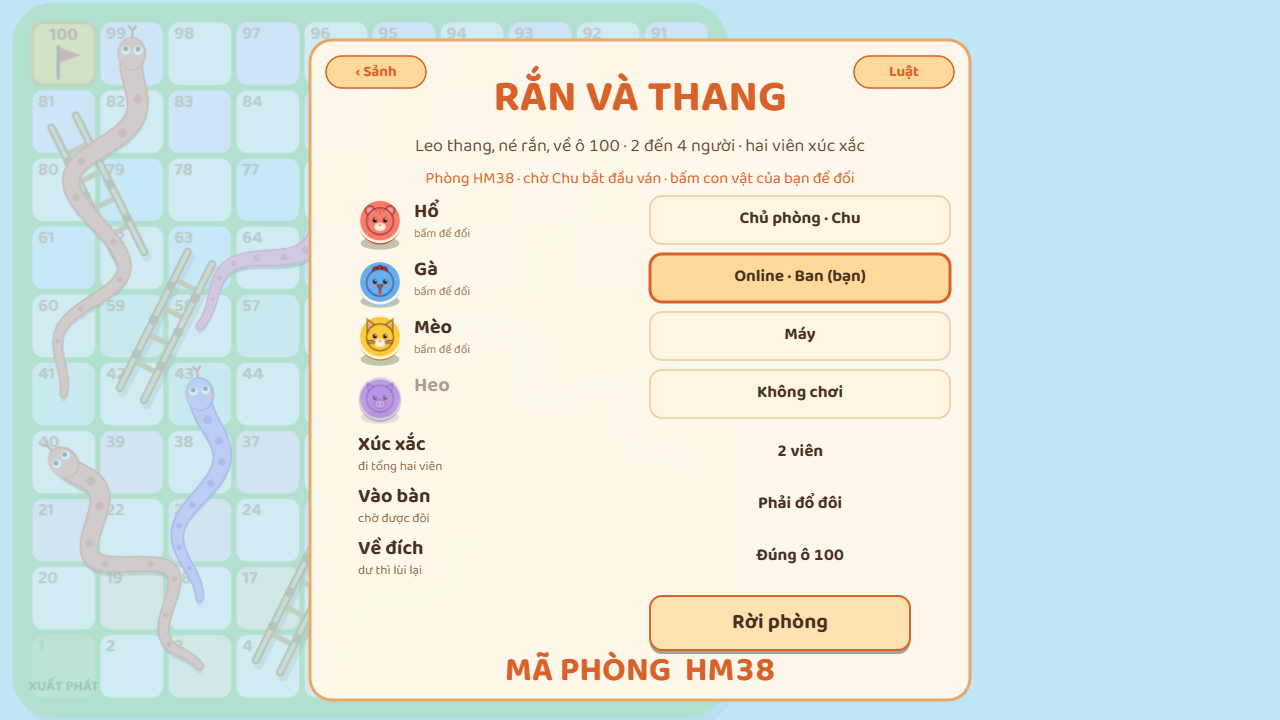 100 99 98 97 96 95 94 93 92 91
‹ Sảnh
Luật
RẮN VÀ THANG
81 82 83 84
Leo thang, né rắn, về ô 100 · 2 đến 4 người · hai viên xúc xắc
80 79 78 77
Phòng HM38 · chờ Chu bắt đầu ván · bấm con vật của bạn để đổi
Hổ
bấm để đổi
Chủ phòng · Chu
61 63 64
Gà
bấm để đổi
Online · Ban (bạn)
60 59 58 57
Mèo
bấm để đổi
Máy
41 42 43 44
Heo
Không chơi
40 39 38 37
Xúc xắc
đi tổng hai viên
2 viên
21 22 24
Vào bàn
chờ được đôi
Phải đổ đôi
Về đích
dư thì lùi lại
Đúng ô 100
20 19 17
Rời phòng
1 2 3 4
MÃ PHÒNG HM38
XUẤT PHÁT